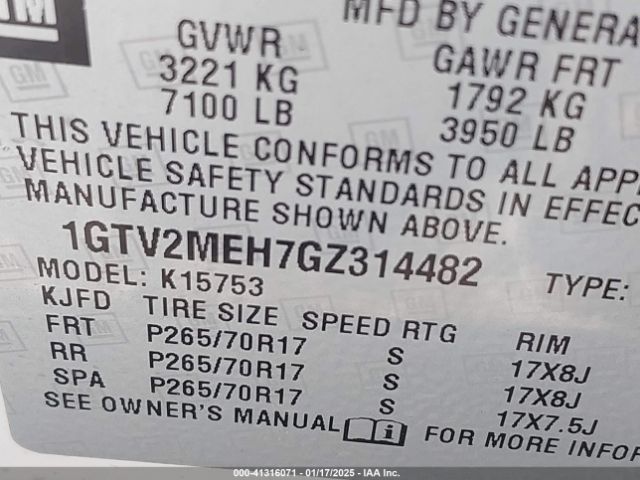 GM
MFD BY GENERA
GVWR GAWR FRT
3221 KG 1792 KG
7100 LB 3950 LB
THIS VEHICLE CONFORMS TO ALL APP
VEHICLE SAFETY STANDARDS IN EFFEC
MANUFACTURE SHOWN ABOVE.
1GTV2MEH7GZ314482 TYPE:
MODEL: K15753
KJFD TIRE SIZE SPEED RTG RIM
FRT P265/70R17 S 17X8J
RR P265/70R17 S 17X8J
SPA P265/70R17 S 17X7.5J
SEE OWNER'S MANUAL i FOR MORE INFOR
000-41316071 — 01/17/2025 — IAA Inc.